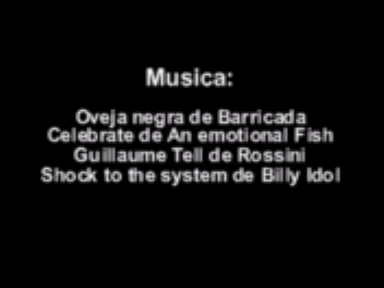 Musica:
Oveja negra de Barricada
Celebrate de An emotional Fish
Guillaume Tell de Rossini
Shock to the system de Billy Idol